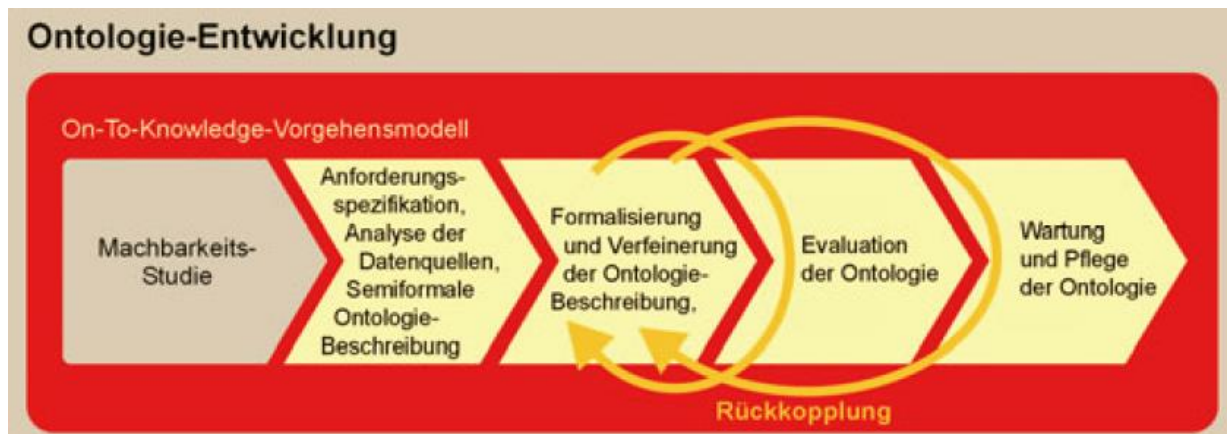 Ontologie-Entwicklung
On-To-Knowledge-Vorgehensmodell
Machbarkeits-
Studie
Anforderungs-
spezifikation,
Analyse der
Datenquellen,
Semiformale
Ontologie-
Beschreibung
Formalisierung
und Verfeinerung
der Ontologie-
Beschreibung,
Evaluation
der Ontologie
Wartung
und Pflege
der Ontologie
Rückkopplung